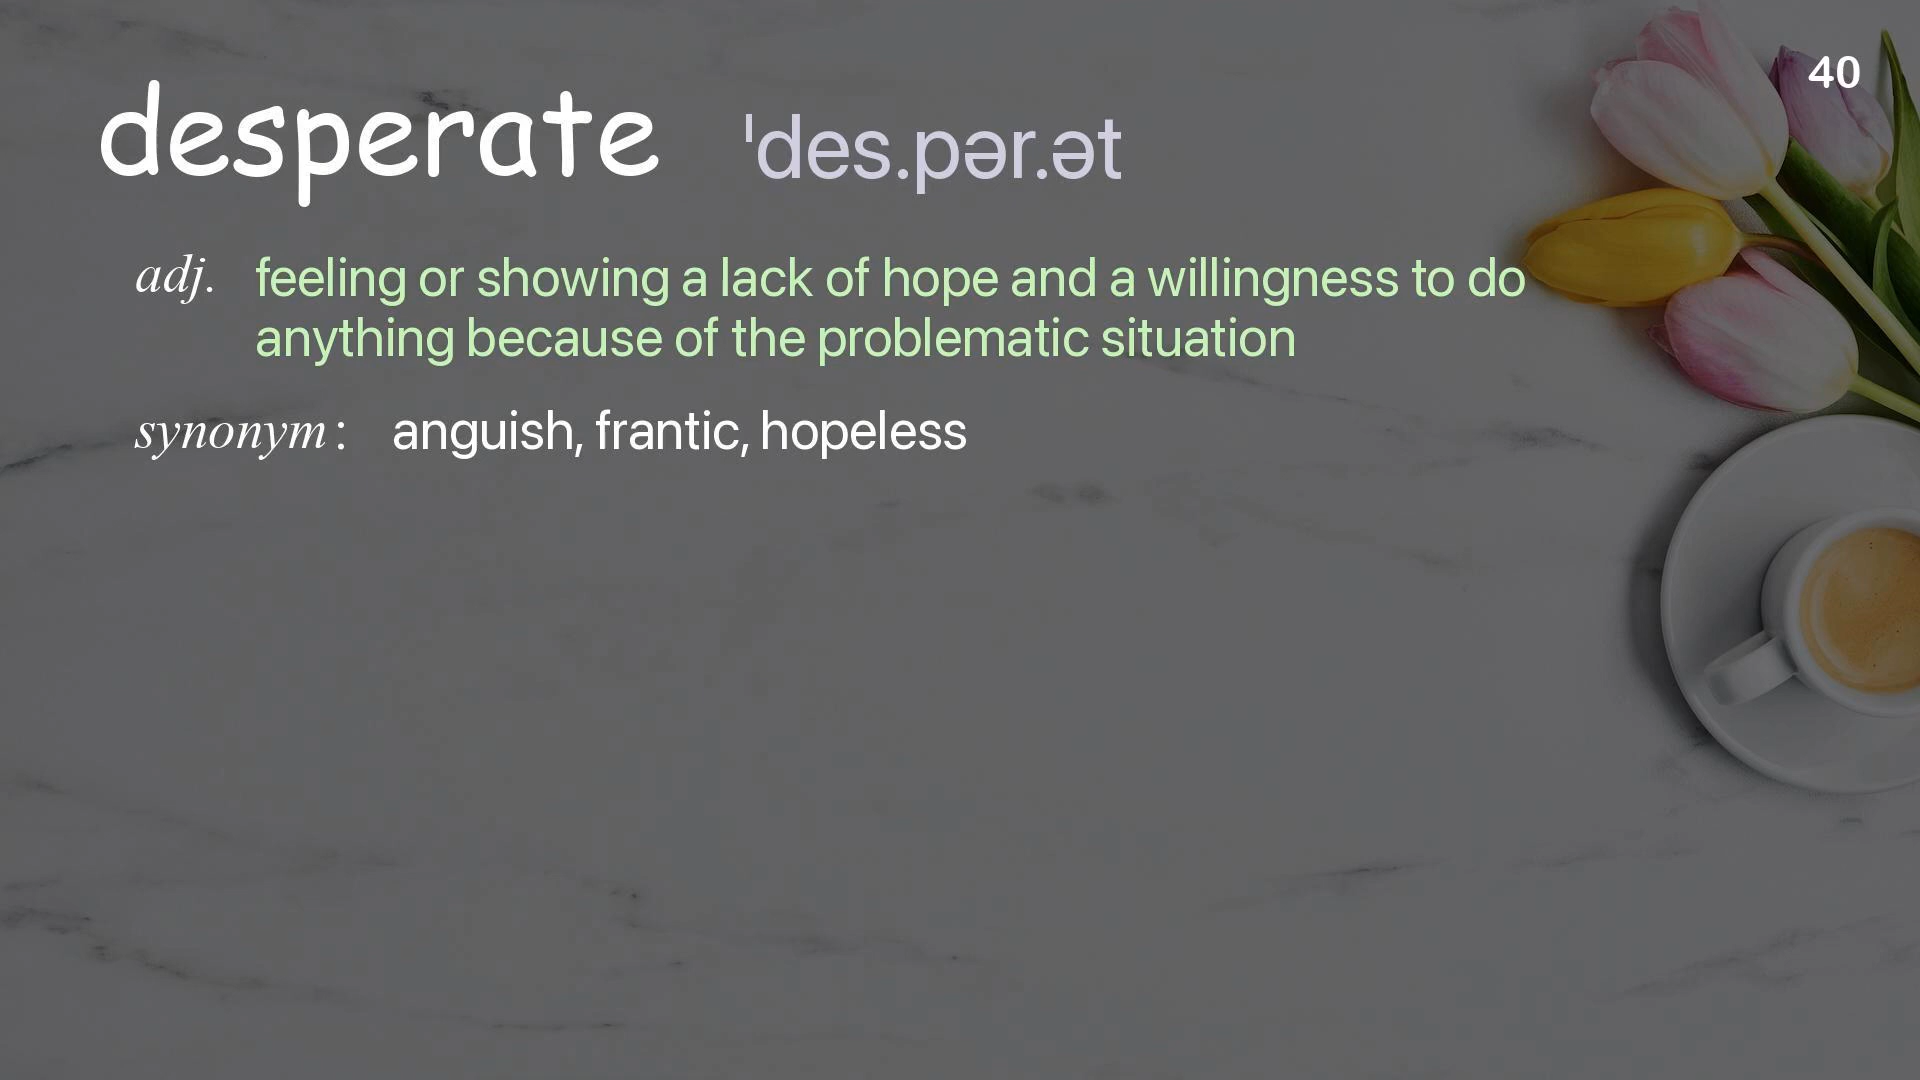 40
desperate ˈdes.pər.ət
adj. feeling or showing a lack of hope and a willingness to do
anything because of the problematic situation
synonym: anguish, frantic, hopeless